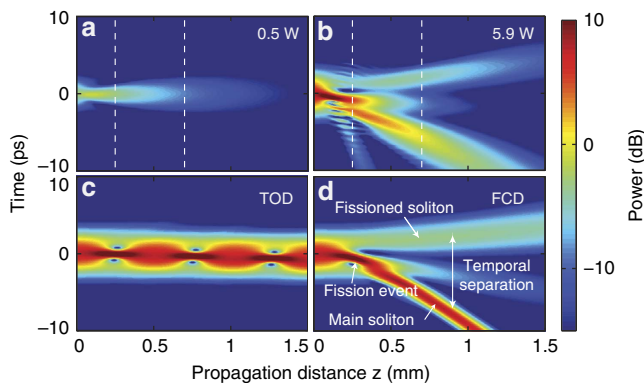 10
a
0.5 W
b
5.9 W
10
0
−10
0
10
c
TOD
d
FCD
Fissioned soliton
0
Temporal
separation
Fission event
Main soliton
−10
−10
0
0.5
1
1.5
0
0.5
1
1.5
Time (ps)
Propagation distance z (mm)
Power (dB)